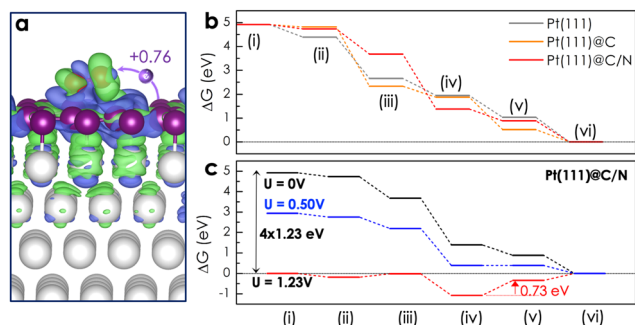 a
+0.76
b
ΔG (eV)
5
4
3
2
1
0
(i)
(ii)
(iii)
(iv)
(v)
(vi)
Pt(111)
Pt(111)@C
Pt(111)@C/N
c
Pt(111)@C/N
ΔG (eV)
5
4
3
2
1
0
-1
U = 0V
U = 0.50V
4x1.23 eV
U = 1.23V
0.73 eV
(i)
(ii)
(iii)
(iv)
(v)
(vi)